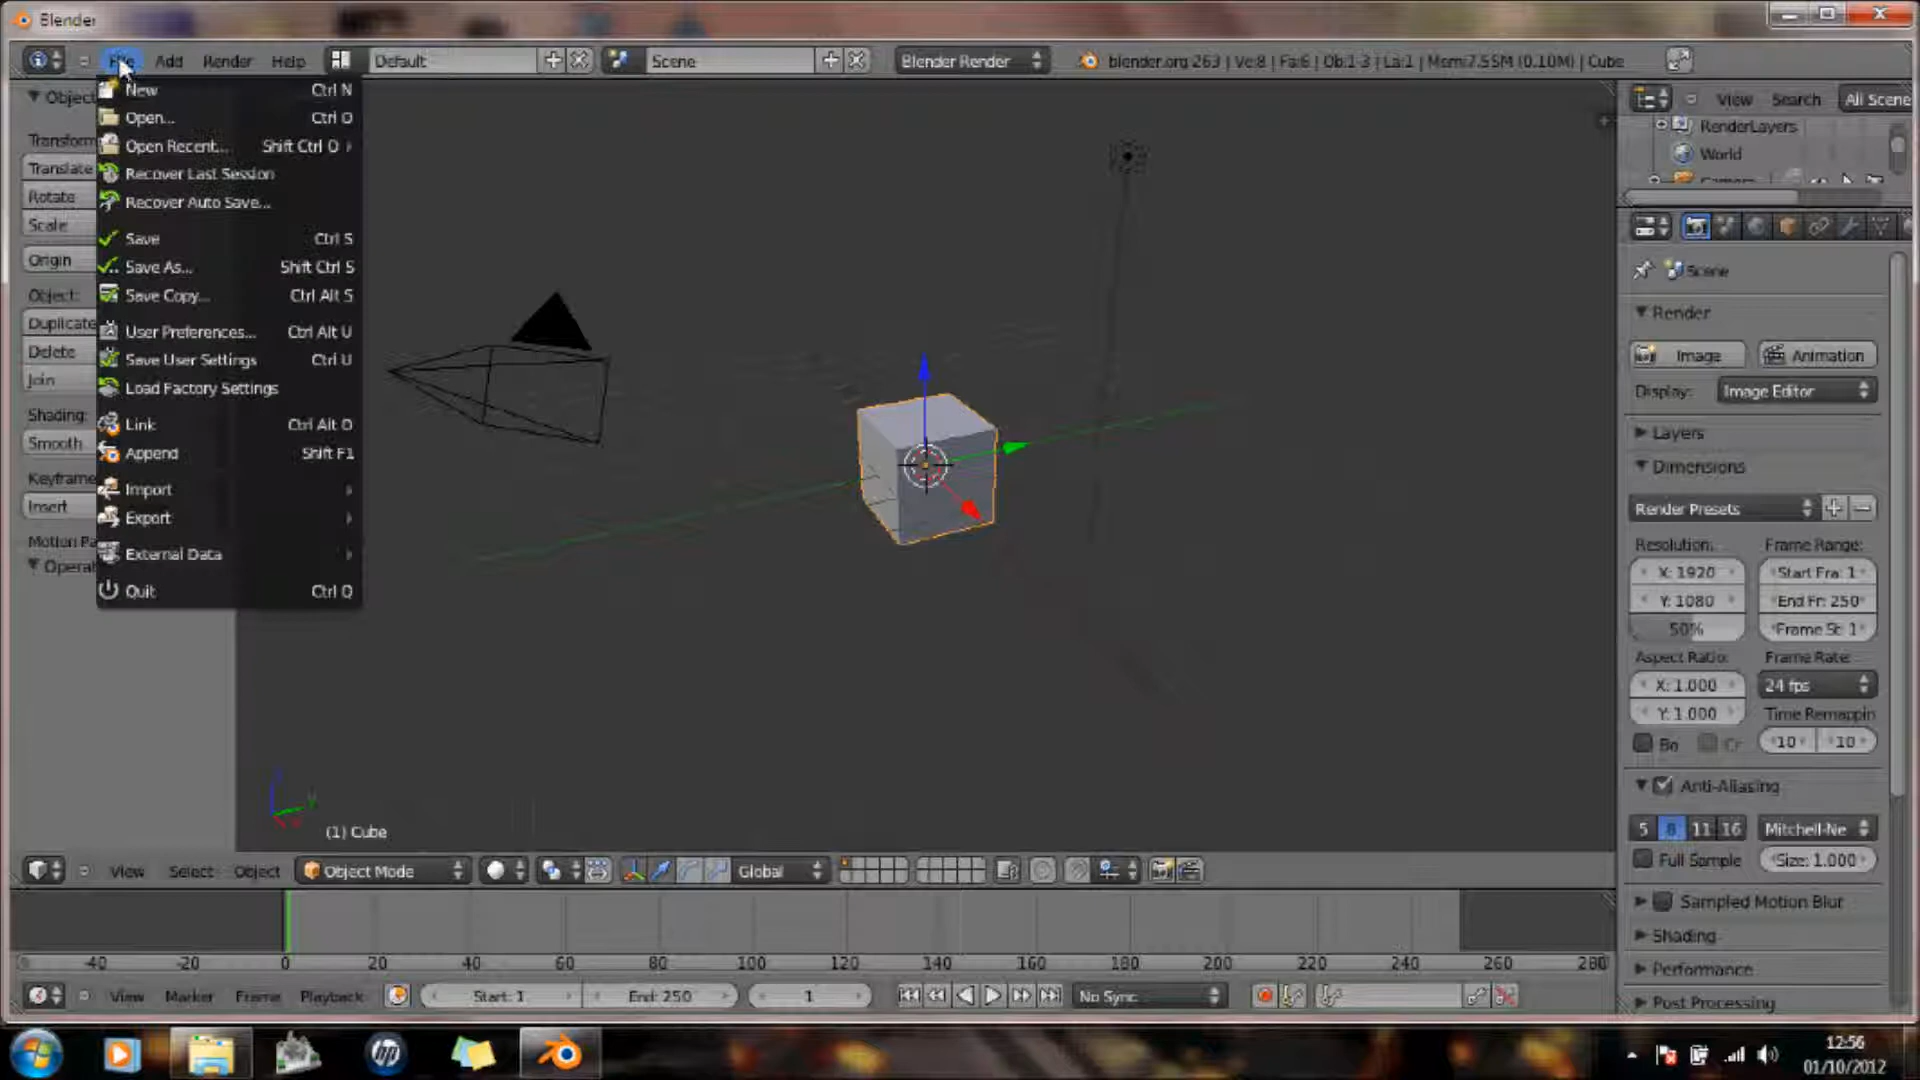 Blender
File Add Render Help Default Scene Blender Render blender.org 263 | Ve:8 | Fa:6 | Ob:1-3 | La:1 | Mem:7.55M (0.10M) | Cube
New Ctrl N
Open... Ctrl O
Open Recent... Shift Ctrl O
Recover Last Session
Recover Auto Save...
Save Ctrl S
Save As... Shift Ctrl S
Save Copy... Ctrl Alt S
User Preferences... Ctrl Alt U
Save User Settings Ctrl U
Load Factory Settings
Link Ctrl Alt O
Append Shift F1
Import
Export
External Data
Quit Ctrl Q
Object
Transform
Translate
Rotate
Scale
Origin
Object:
Duplicate
Delete
Join
Shading:
Smooth
Keyframe
Insert
Motion Pa
Operat
(1) Cube
View Search All Scene
RenderLayers
World
Camera
Scene
Render
Image Animation
Display: Image Editor
Layers
Dimensions
Render Presets
Resolution: Frame Range:
X: 1920 Start Fra: 1
Y: 1080 End Fr: 250
50% Frame St: 1
Aspect Ratio: Frame Rate:
X: 1.000 24 fps
Y: 1.000 Time Remappin
Bo Cr 10 10
Anti-Aliasing
5 8 11 16 Mitchell-Ne
Full Sample Size: 1.000
Sampled Motion Blur
Shading
Performance
Post Processing
View Select Object Object Mode Global
-40 -20 0 20 40 60 80 100 120 140 160 180 200 220 240 260 280
View Marker Frame Playback Start: 1 End: 250 1 No Sync
12:56
01/10/2012